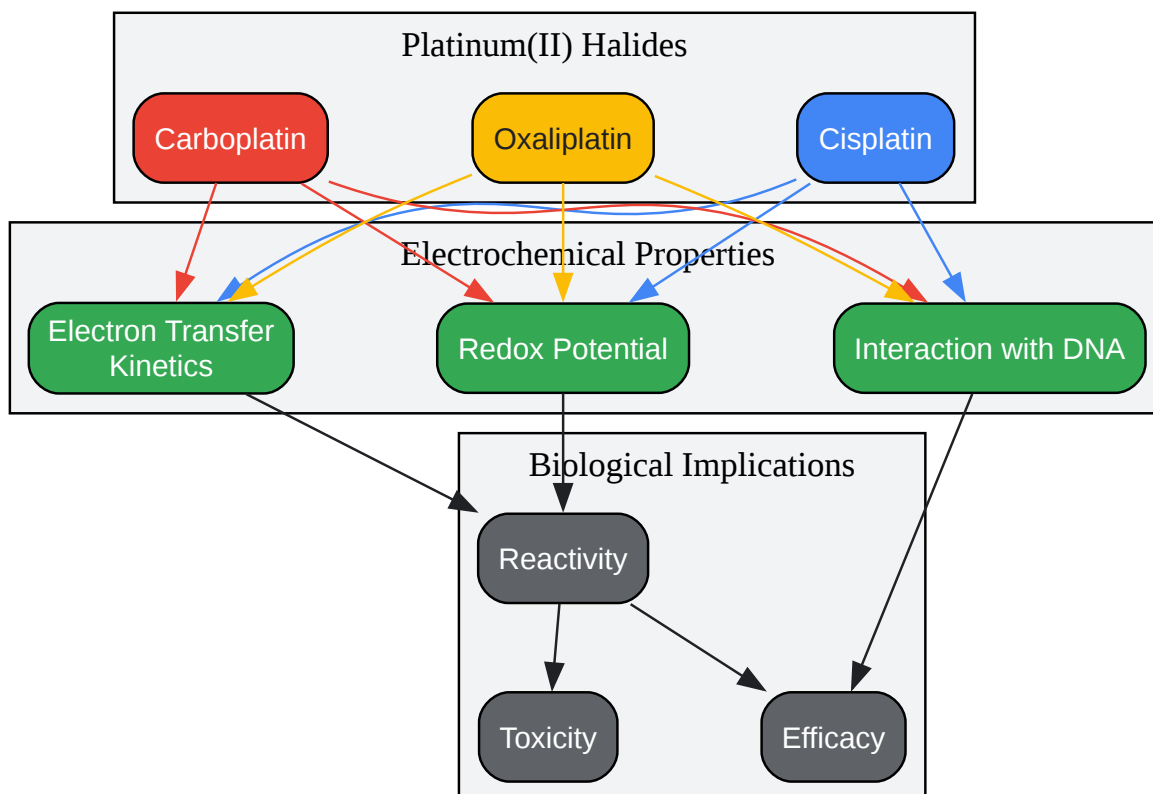 Platinum(II) Halides
Carboplatin
Oxaliplatin
Cisplatin
Electrochemical Properties
Electron Transfer
Kinetics
Redox Potential
Interaction with DNA
Biological Implications
Reactivity
Toxicity
Efficacy